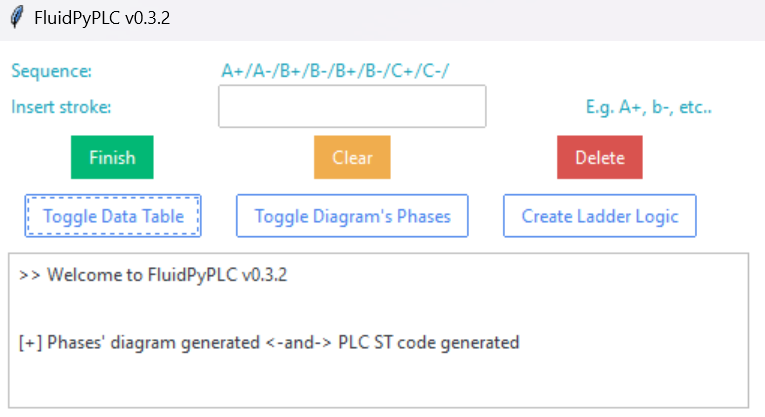 FluidPyPLC v0.3.2
Sequence: A+/A-/B+/B-/B+/B-/C+/C-/
Insert stroke: E.g. A+, b-, etc..
Finish Clear Delete
Toggle Data Table Toggle Diagram's Phases Create Ladder Logic
>> Welcome to FluidPyPLC v0.3.2
[+] Phases' diagram generated <-and-> PLC ST code generated